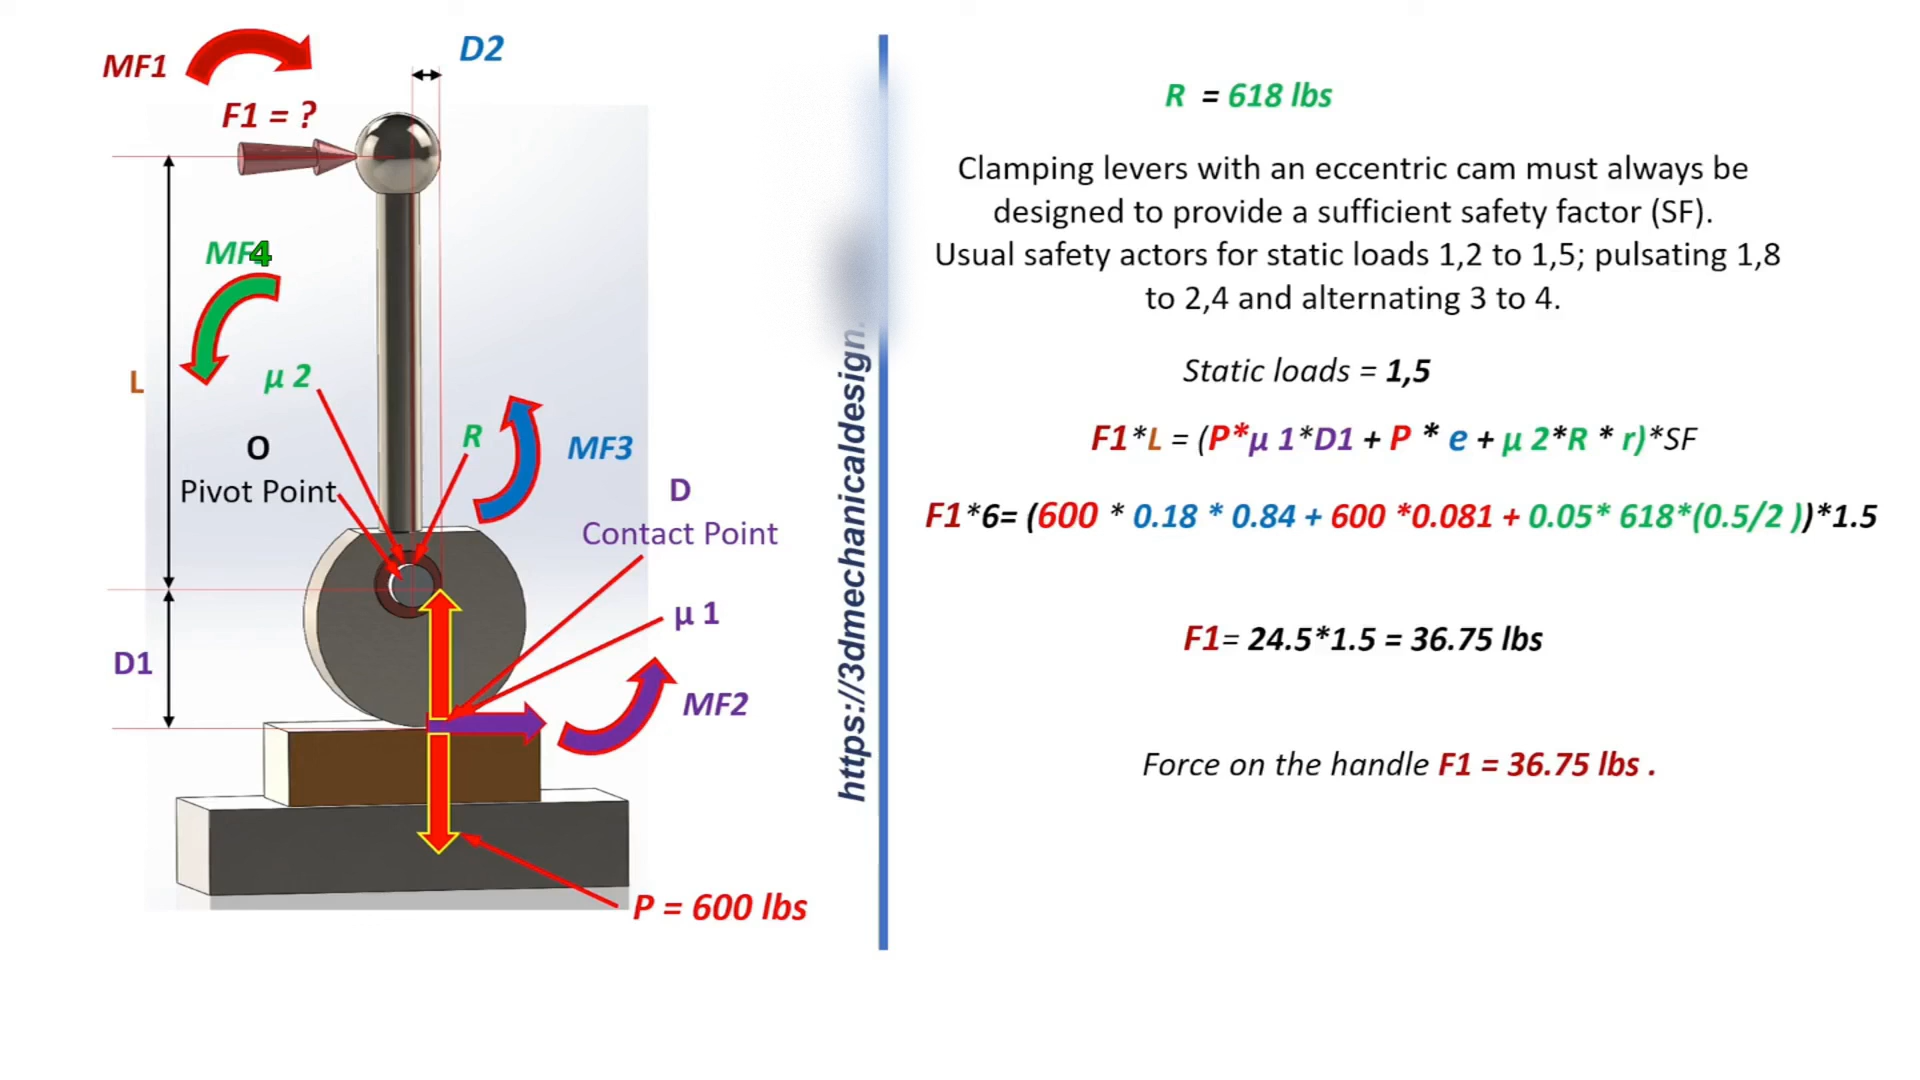 MF1
D2
F1 = ?
MF4
L
μ 2
O
Pivot Point
R
MF3
D
Contact Point
μ 1
D1
MF2
P = 600 lbs
https://3dmechanicaldesign.
R = 618 lbs
Clamping levers with an eccentric cam must always be
designed to provide a sufficient safety factor (SF).
Usual safety actors for static loads 1,2 to 1,5; pulsating 1,8
to 2,4 and alternating 3 to 4.
Static loads = 1,5
F1*L = (P*μ 1*D1 + P * e + μ 2*R * r)*SF
F1*6= (600 * 0.18 * 0.84 + 600 *0.081 + 0.05* 618*(0.5/2 ))*1.5
F1= 24.5*1.5 = 36.75 lbs
Force on the handle F1 = 36.75 lbs .